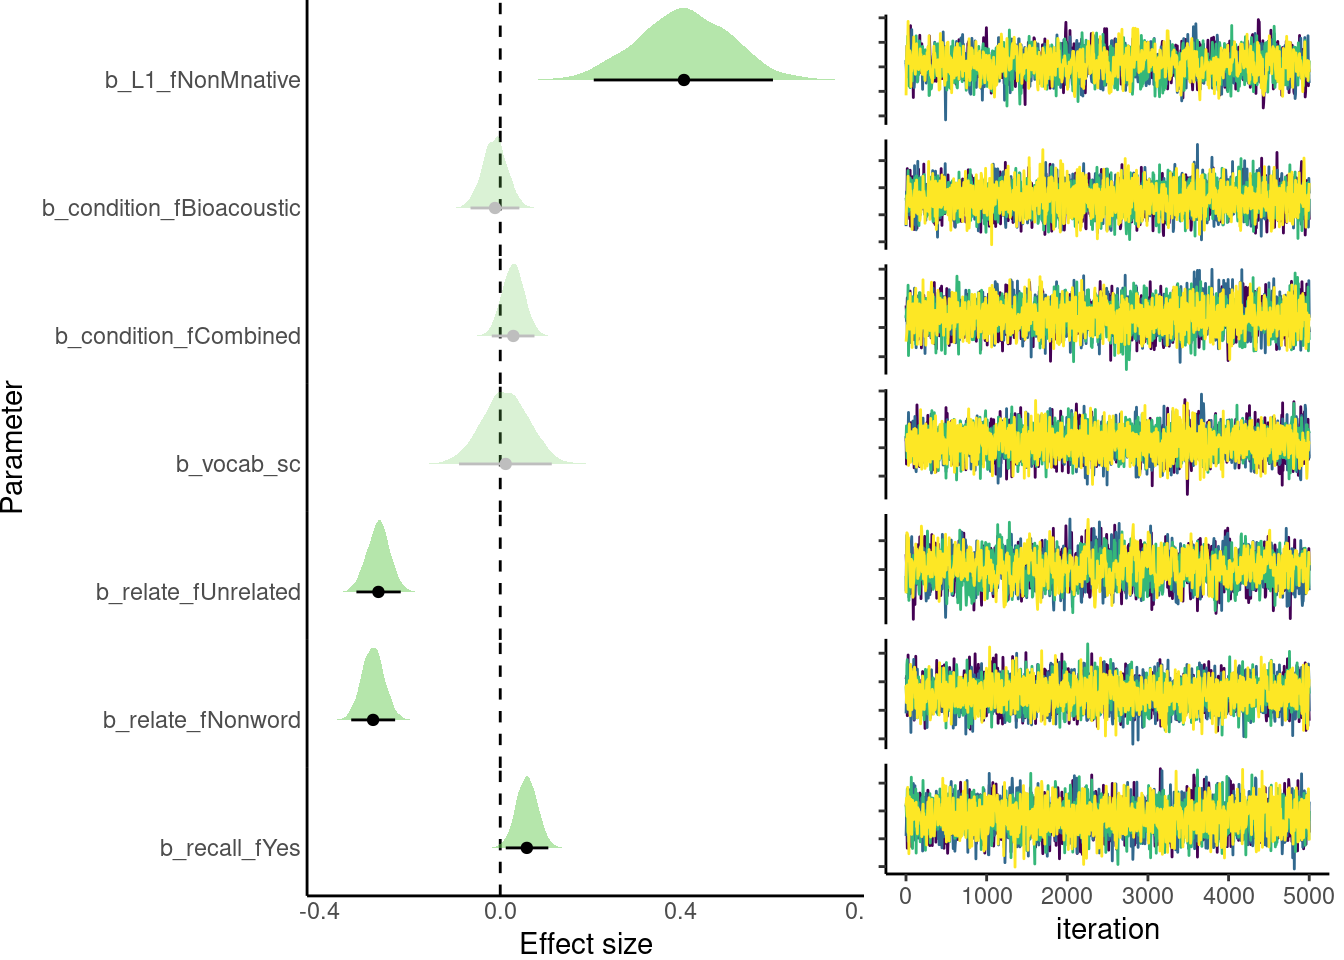 b_L1_fNonMnative
b_condition_fBioacoustic
b_condition_fCombined
b_vocab_sc
b_relate_fUnrelated
b_relate_fNonword
b_recall_fYes
Parameter
-0.4 0.0 0.4 0.
Effect size
0 1000 2000 3000 4000 5000
iteration